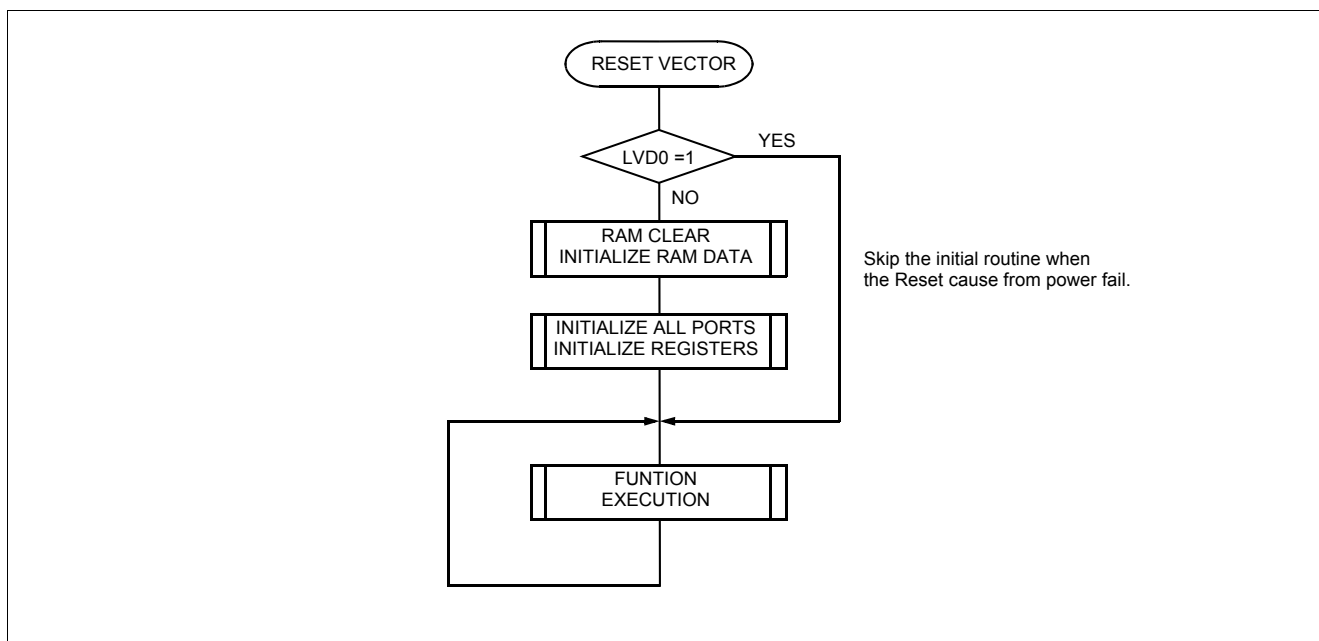 RESET VECTOR
LVD0 =1
YES
NO
RAM CLEAR
INITIALIZE RAM DATA
Skip the initial routine when
the Reset cause from power fail.
INITIALIZE ALL PORTS
INITIALIZE REGISTERS
FUNTION
EXECUTION